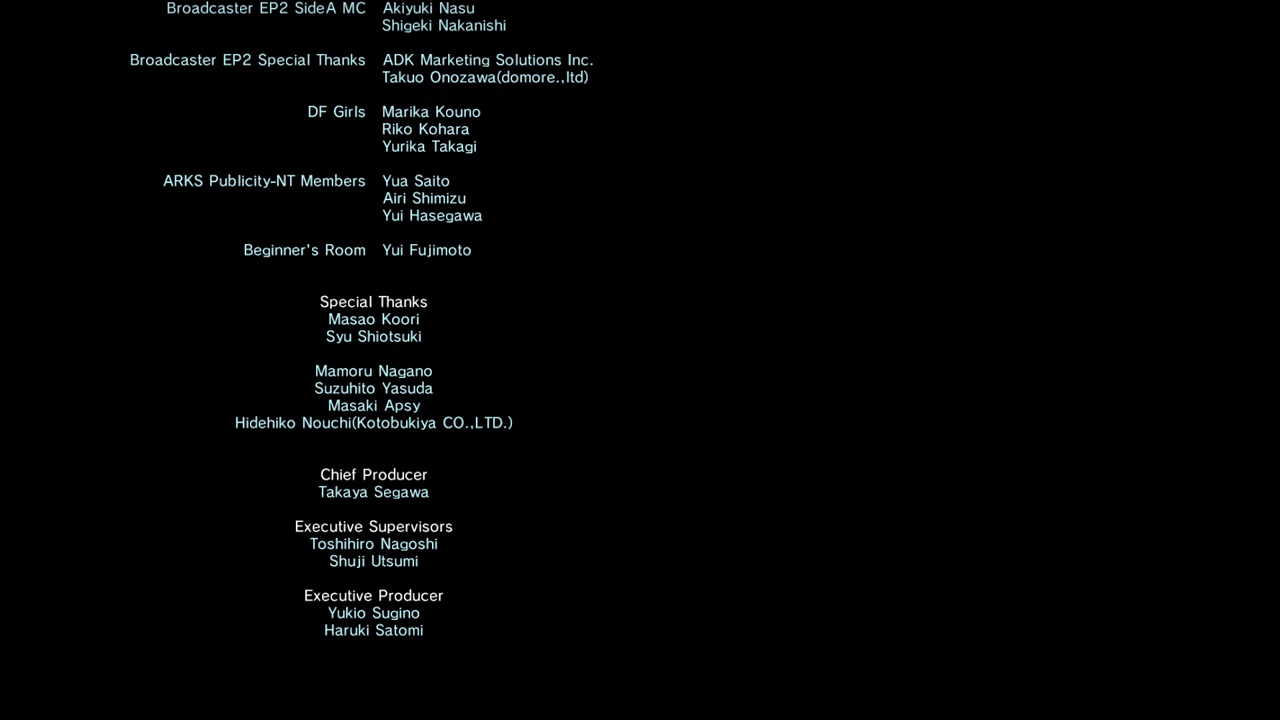 Broadcaster EP2 SideA MC Akiyuki Nasu
Shigeki Nakanishi
Broadcaster EP2 Special Thanks ADK Marketing Solutions Inc.
Takuo Onozawa(domore.,ltd)
DF Girls Marika Kouno
Riko Kohara
Yurika Takagi
ARKS Publicity-NT Members Yua Saito
Airi Shimizu
Yui Hasegawa
Beginner's Room Yui Fujimoto
Special Thanks
Masao Koori
Syu Shiotsuki
Mamoru Nagano
Suzuhito Yasuda
Masaki Apsy
Hidehiko Nouchi(Kotobukiya CO.,LTD.)
Chief Producer
Takaya Segawa
Executive Supervisors
Toshihiro Nagoshi
Shuji Utsumi
Executive Producer
Yukio Sugino
Haruki Satomi